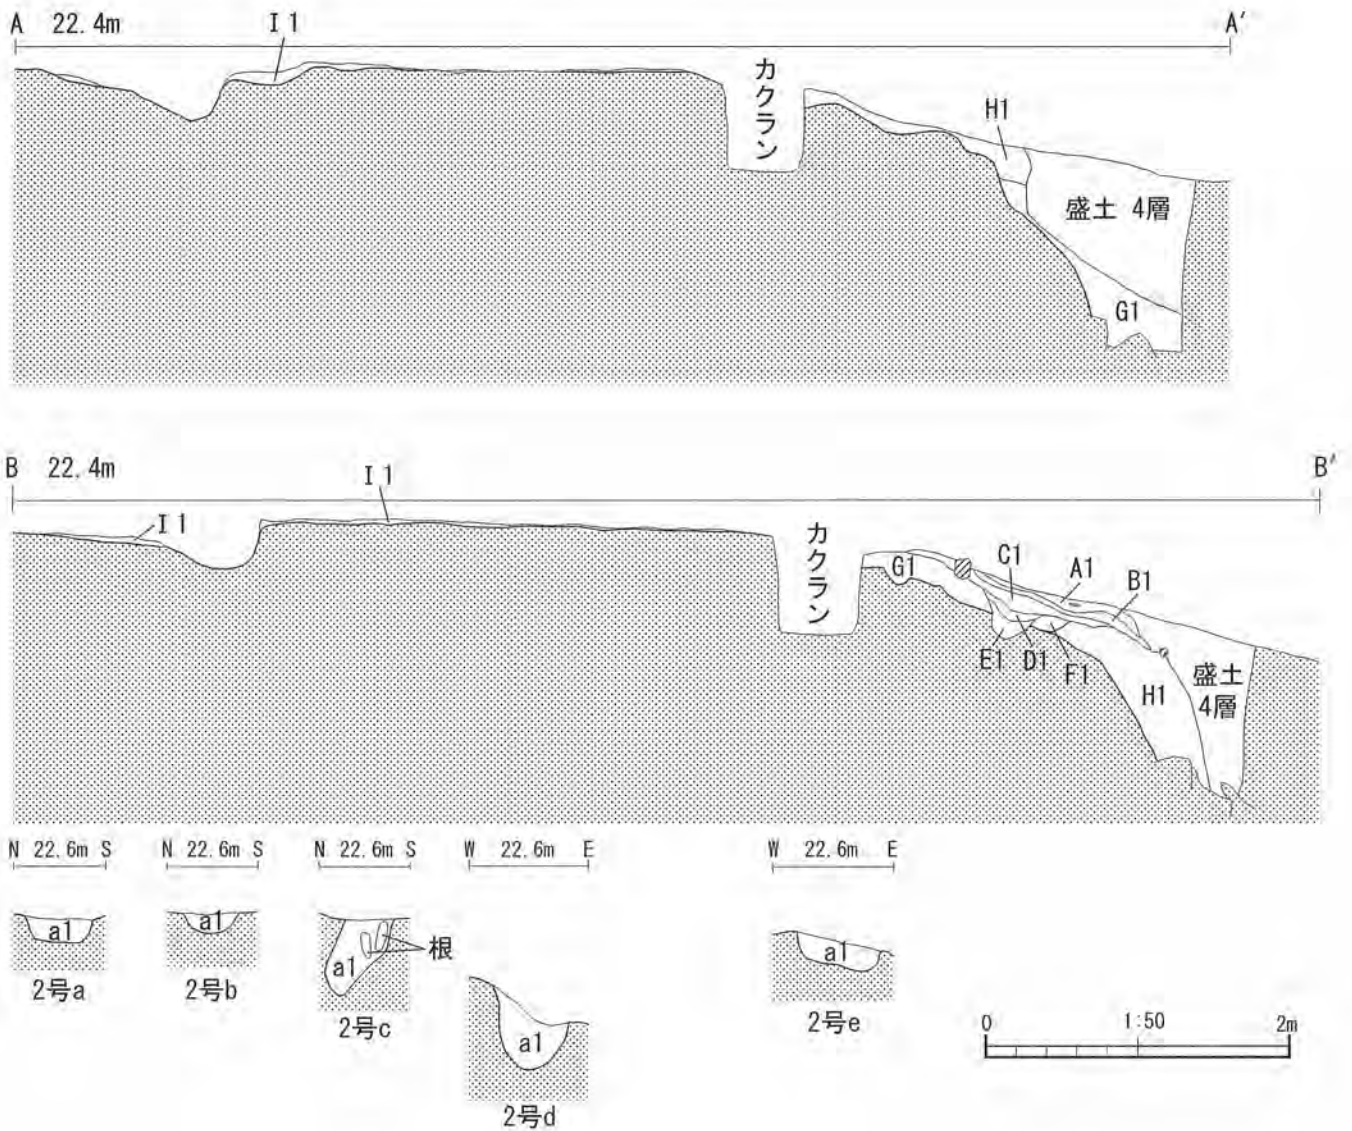 A 22.4m I1 A′
カクラン
H1
盛土 4層
G1
B 22.4m I1 B′
I1
カクラン
G1 C1 A1 B1
E1 D1 F1
H1
盛土
4層
N 22.6m S N 22.6m S N 22.6m S W 22.6m E W 22.6m E
a1 a1 a1 根 a1 a1
2号a 2号b 2号c 2号d 2号e
0 1:50 2m